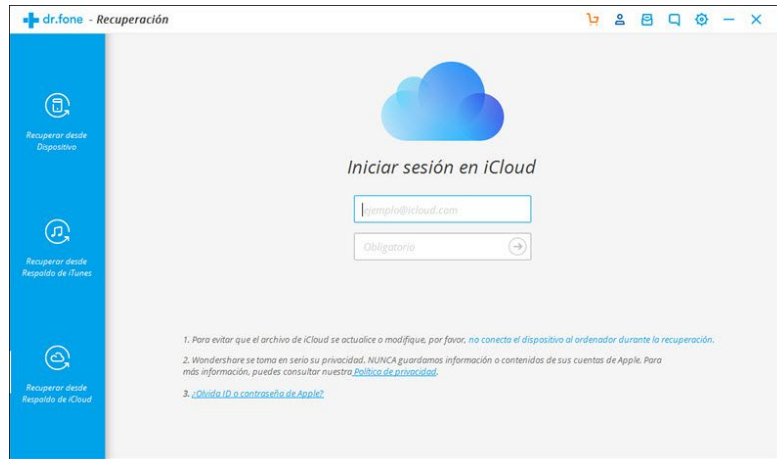 dr.fone - Recuperación
Recuperar desde
Dispositivo
Recuperar desde
Respaldo de iTunes
Recuperar desde
Respaldo de iCloud
Iniciar sesión en iCloud
ejemplo@icloud.com
Obligatorio
1. Para evitar que el archivo de iCloud se actualice o modifique, por favor, no conecta el dispositivo al ordenador durante la recuperación.
2. Wondershare se toma en serio su privacidad. NUNCA guardamos información o contenidos de sus cuentas de Apple. Para
más información, puedes consultar nuestra Política de privacidad.
3. ¿Olvida ID o contraseña de Apple?